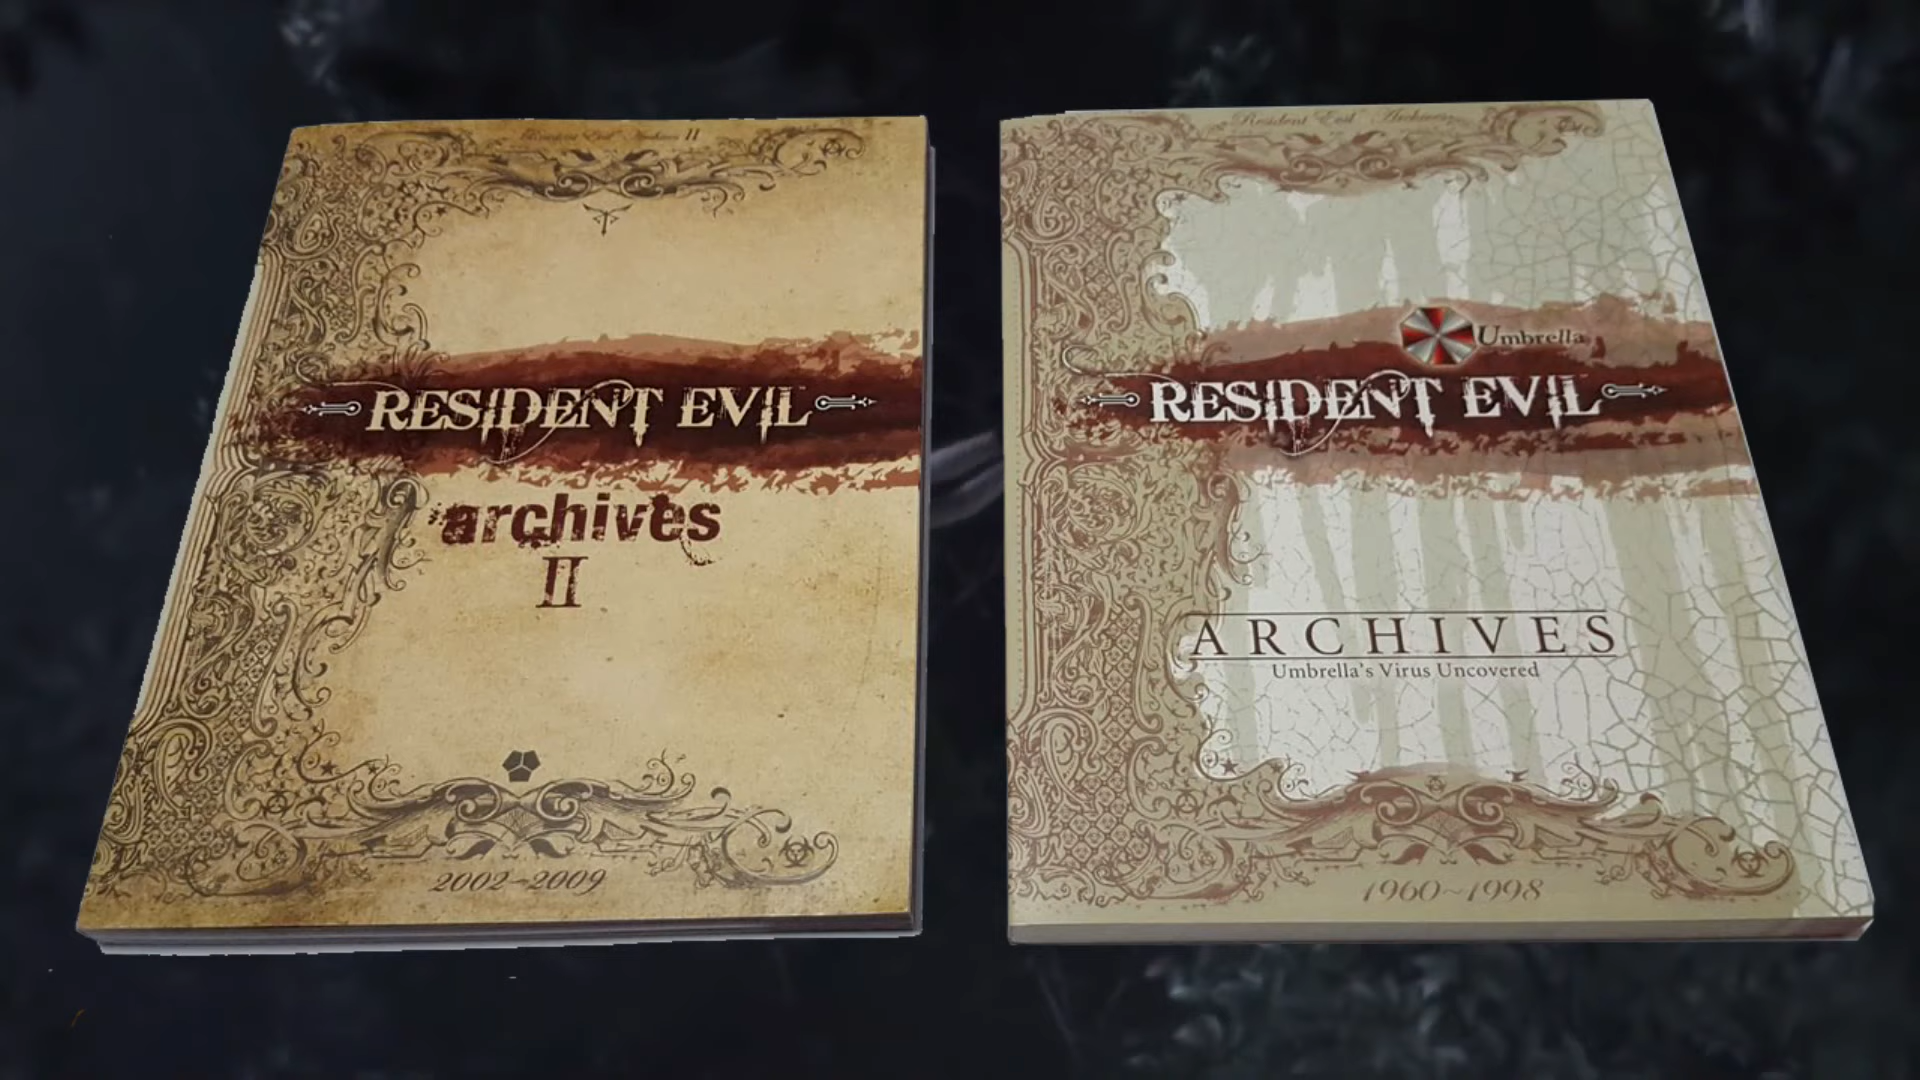 Resident Evil Archives II
RESIDENT EVIL
archives
II
2002-2009
Resident Evil Archives
Umbrella
RESIDENT EVIL
ARCHIVES
Umbrella's Virus Uncovered
1960~1998